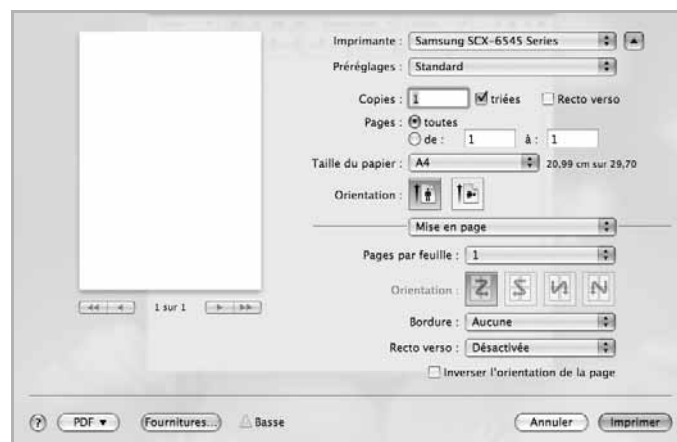 Imprimante : Samsung SCX-6545 Series
Préréglages : Standard
Copies : 1 triées Recto verso
Pages : toutes
de : 1 à : 1
Taille du papier : A4 20,99 cm sur 29,70
Orientation :
Mise en page
Pages par feuille : 1
Orientation :
1 sur 1
Bordure : Aucune
Recto verso : Désactivée
Inverser l'orientation de la page
? PDF Fournitures... Basse Annuler Imprimer